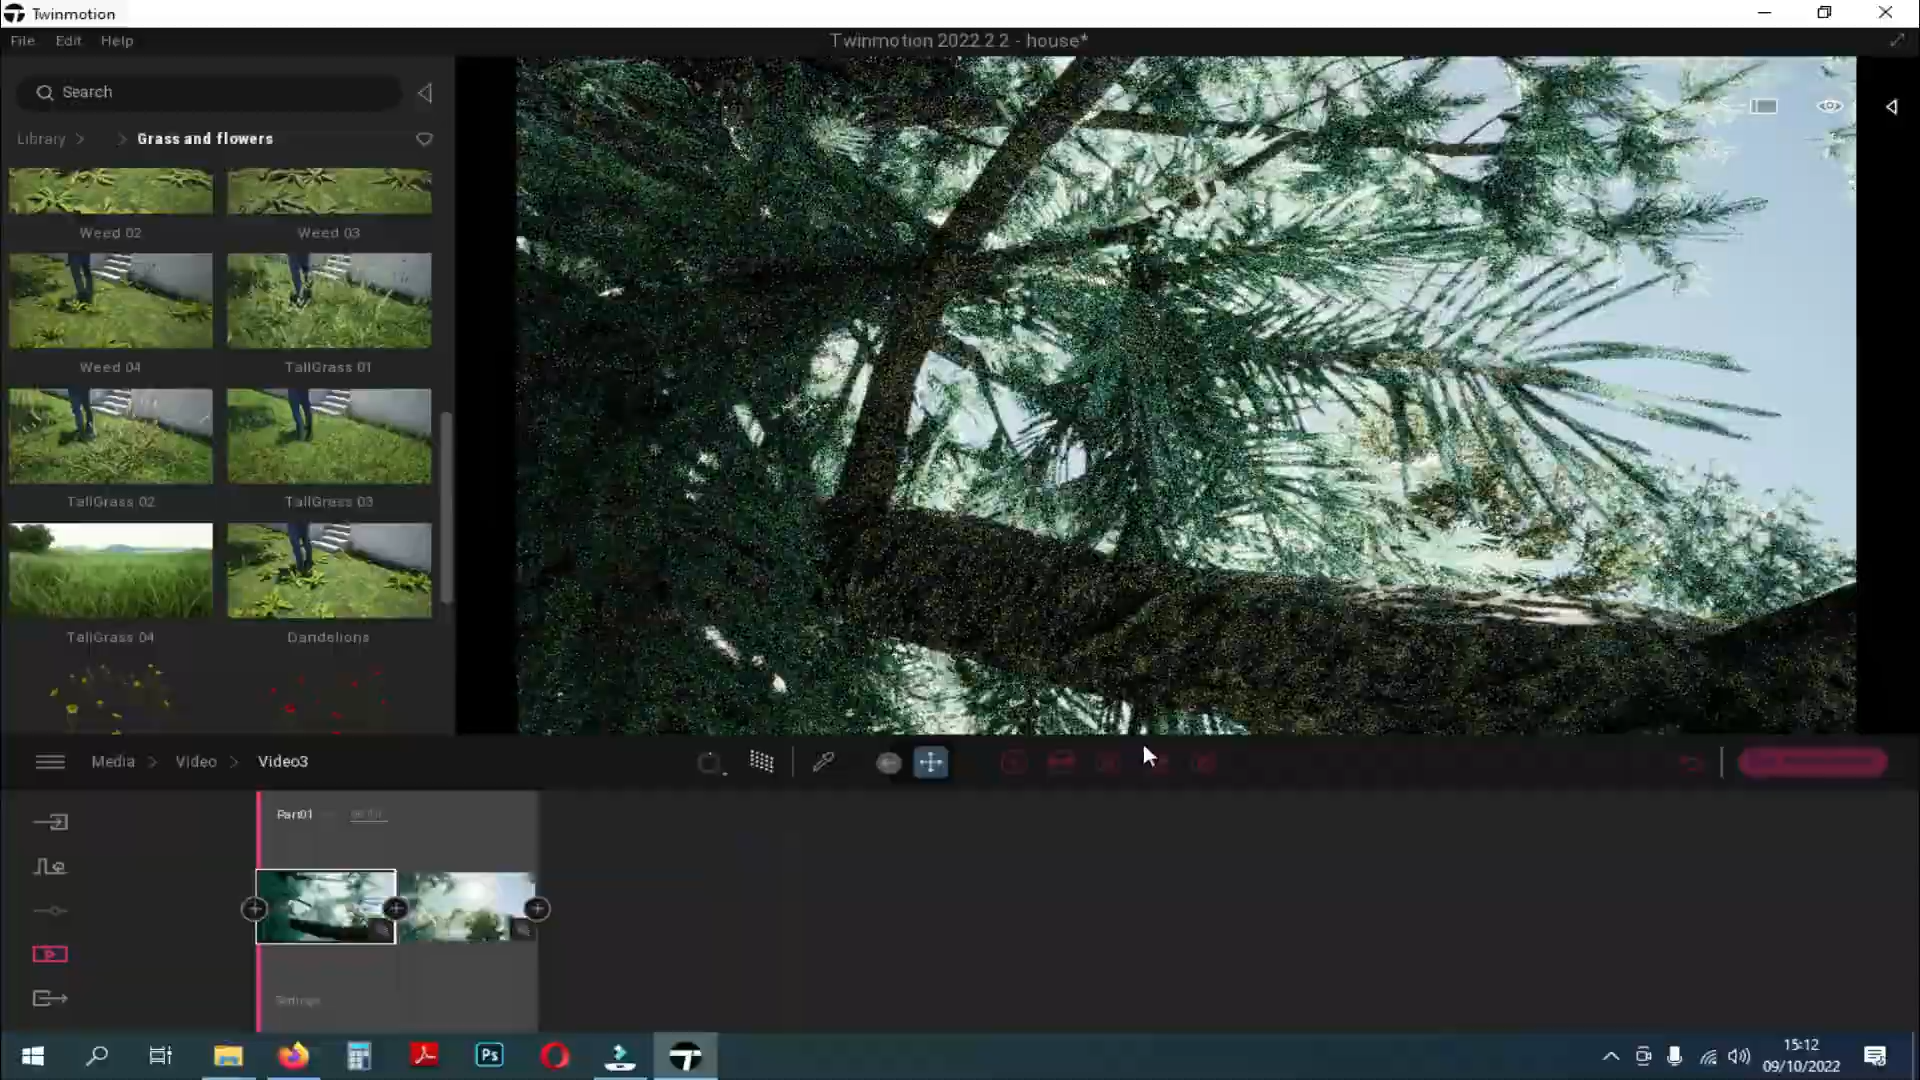 Twinmotion
File Edit Help
Twinmotion 2022.2.2 - house*
Search
Library > > Grass and flowers
Weed 02
Weed 03
Weed 04
TallGrass 01
TallGrass 02
TallGrass 03
TallGrass 04
Dandelions
Media > Video > Video3
Part01
Settings
Ps
15:12
09/10/2022